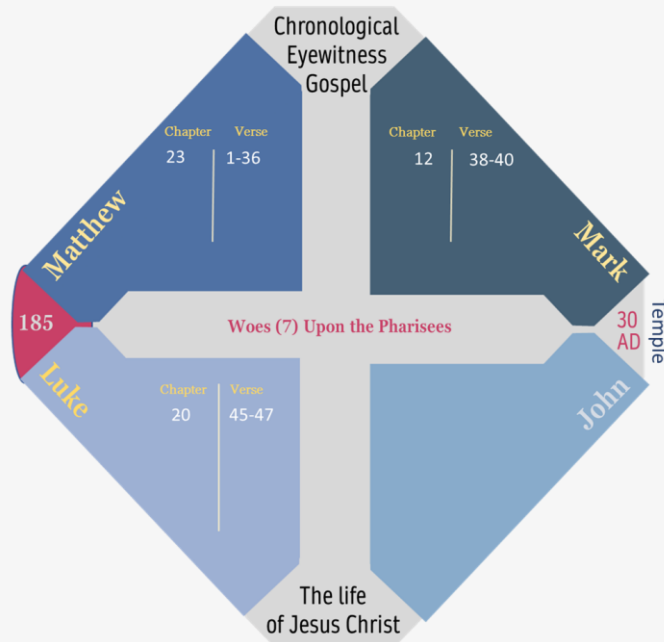 Chronological
Eyewitness
Gospel
Chapter Verse
23 1-36
Matthew
Chapter Verse
12 38-40
Mark
185
Woes (7) Upon the Pharisees
30
AD
Temple
Luke
Chapter Verse
20 45-47
John
The life
of Jesus Christ